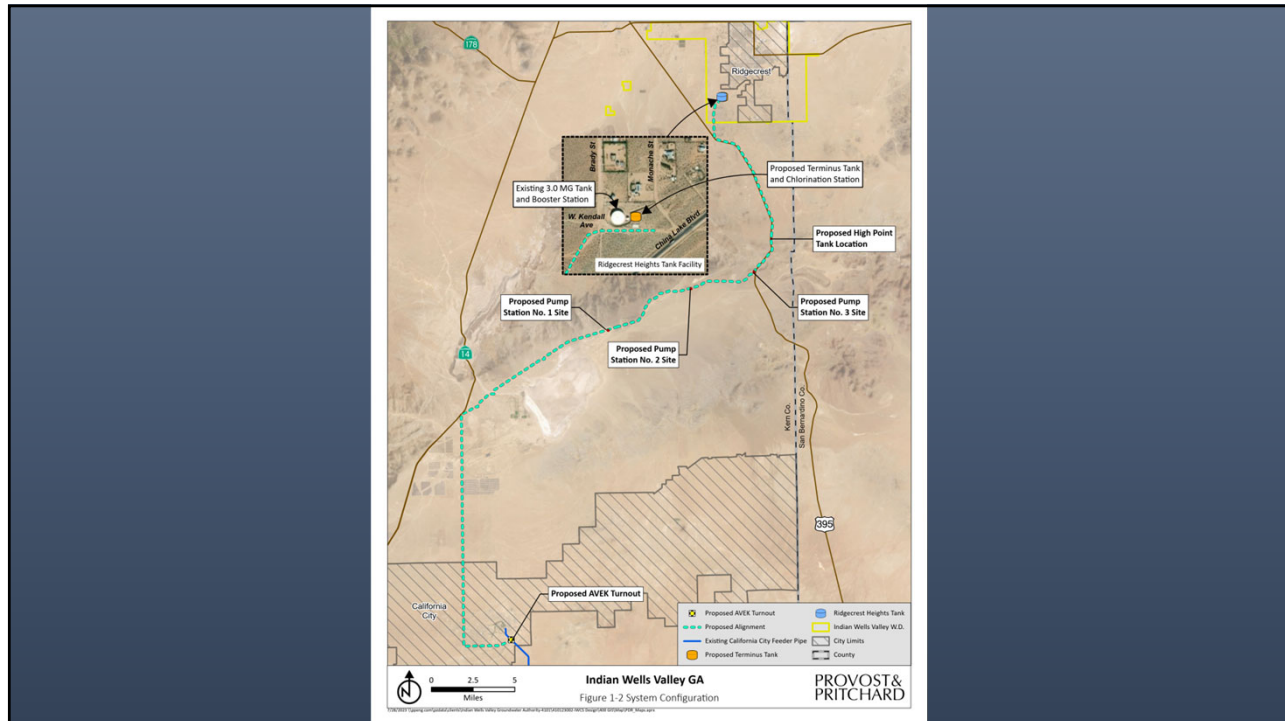 178
Ridgecrest
Brady St
Monache St
Existing 3.0 MG Tank
and Booster Station
Proposed Terminus Tank
and Chlorination Station
W. Kendall
Ave
China Lake Blvd
Ridgecrest Heights Tank Facility
Proposed High Point
Tank Location
Proposed Pump
Station No. 1 Site
Proposed Pump
Station No. 3 Site
Proposed Pump
Station No. 2 Site
14
Kern Co.
San Bernardino Co.
395
California
City
Proposed AVEK Turnout
Proposed AVEK Turnout
Proposed Alignment
Existing California City Feeder Pipe
Proposed Terminus Tank
Ridgecrest Heights Tank
Indian Wells Valley W.D.
City Limits
County
N
0 2.5 5
Miles
Indian Wells Valley GA
Figure 1-2 System Configuration
PROVOST&
PRITCHARD